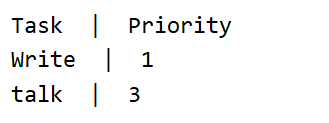 Task  |  Priority
Write  |  1
talk  |  3